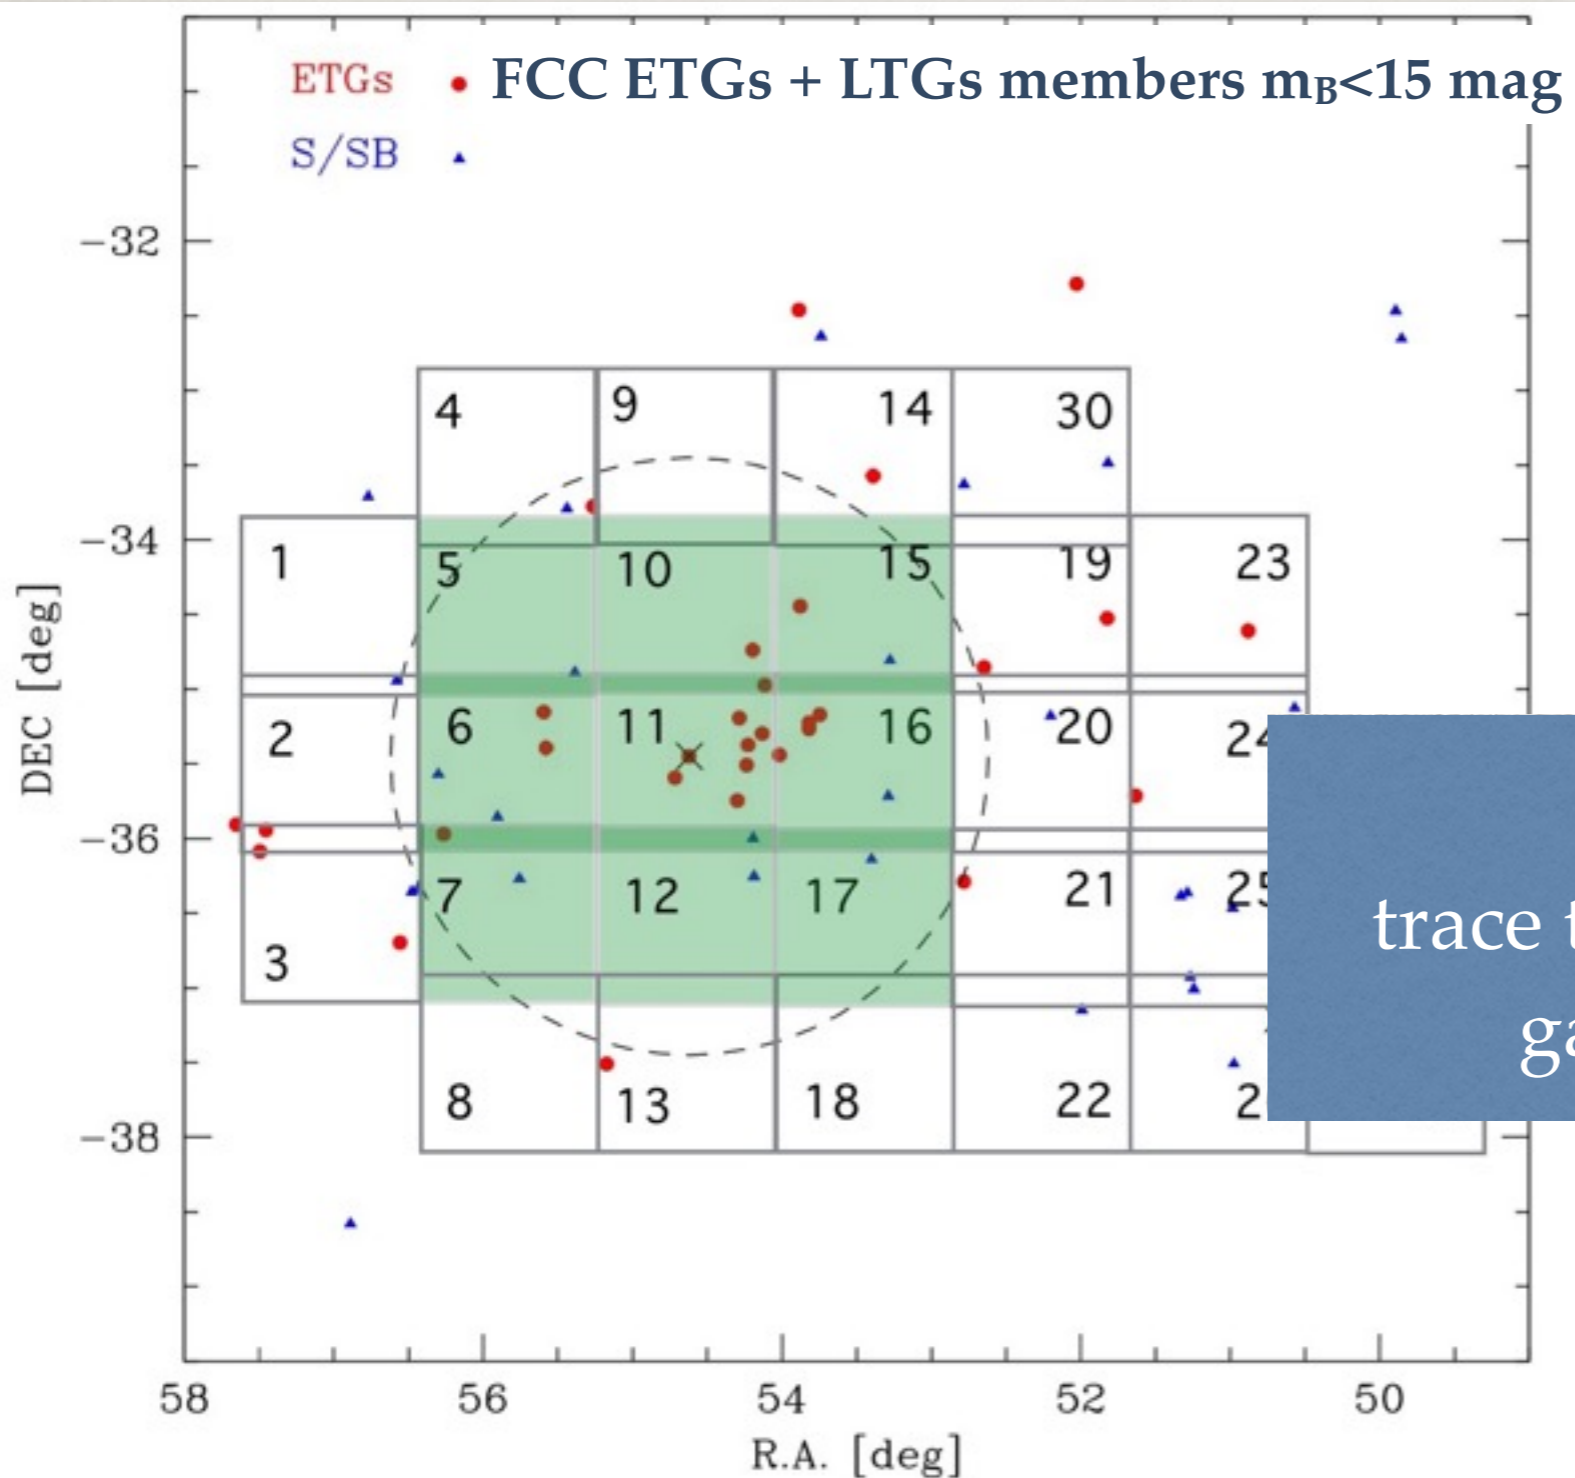 ETGs FCC ETGs + LTGs members mB<15 mag
S/SB
-32
4 9 14 30
-34
1 5 10 15 19 23
2 6 11 16 20 24
-36
7 12 17 21 25
3
trace
8 13 18 22
-38
58 56 54 52 50
R.A. [deg]
DEC [deg]